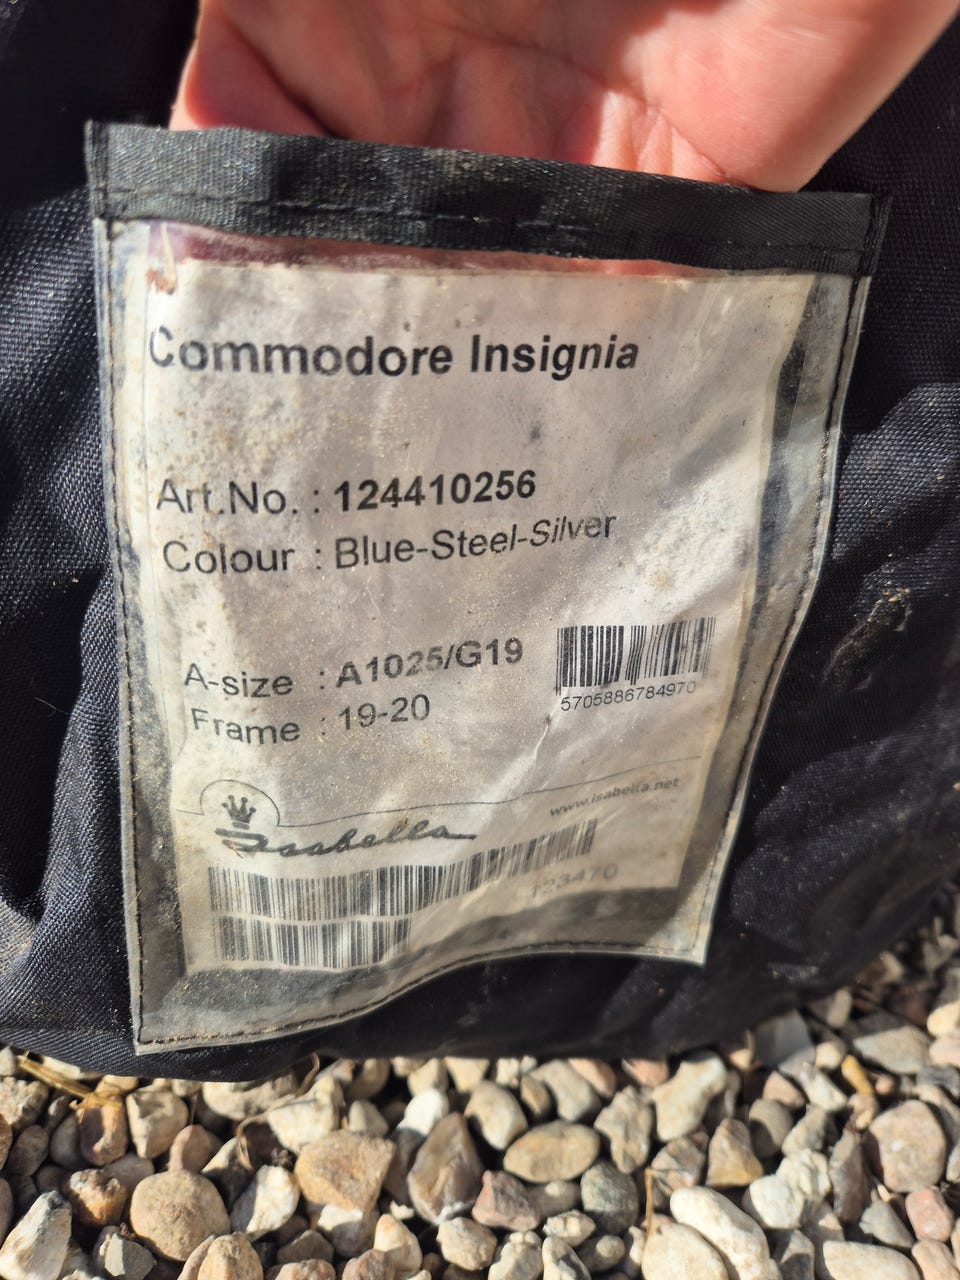 Commodore Insignia
Art.No. : 124410256
Colour : Blue-Steel-Silver
A-size : A1025/G19
Frame : 19-20
5705886784970
www.isabella.net
Isabella
123470